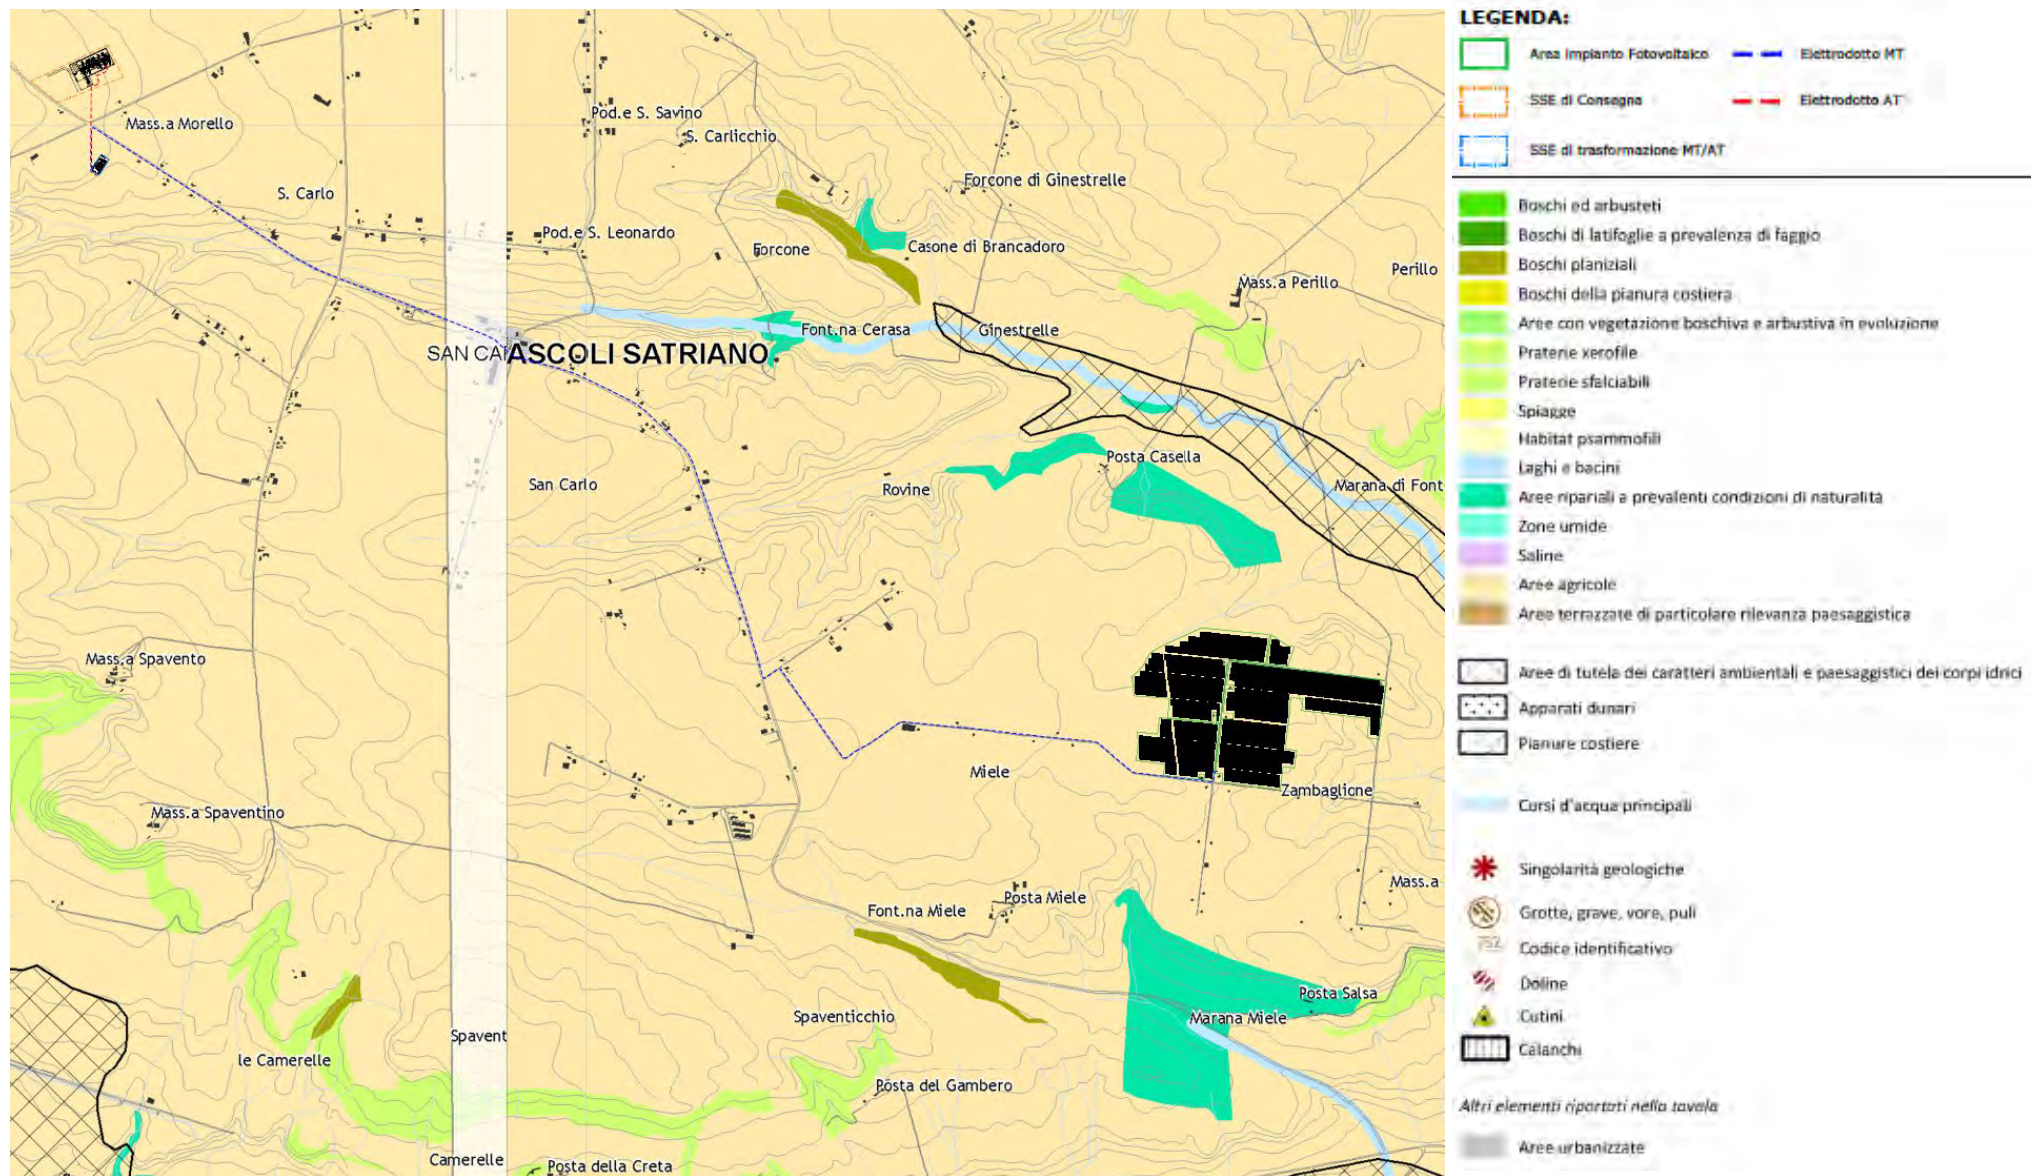 Mass.a Morello
Pod.e S. Savino
S. Carlicchio
S. Carlo
Forcone di Ginestrelle
Pod.e S. Leonardo
Forcone
Casone di Brancadoro
Perillo
Mass.a Perillo
Font.na Cerasa
Ginestrelle
SAN CA
ASCOLI SATRIANO
Posta Casella
San Carlo
Rovine
Marana di Font
Mass.a Spavento
Miele
Zambaglione
Mass.a Spaventino
Mass.a
Posta Miele
Font.na Miele
Posta Salsa
Spaventicchio
Marana Miele
Spavent
le Camerelle
Posta del Gambero
Camerelle
Posta della Creta
LEGENDA:
Area Impianto Fotovoltaico
Elettrodotto MT
SSE di Consegna
Elettrodotto AT
SSE di trasformazione MT/AT
Boschi ed arbusteti
Boschi di latifoglie a prevalenza di faggio
Boschi planiziali
Boschi della pianura costiera
Aree con vegetazione boschiva e arbustiva in evoluzione
Praterie xerofile
Praterie sfalciabili
Spiagge
Habitat psammofili
Laghi e bacini
Aree ripariali a prevalenti condizioni di naturalità
Zone umide
Saline
Aree agricole
Aree terrazzate di particolare rilevanza paesaggistica
Aree di tutela dei caratteri ambientali e paesaggistici dei corpi idrici
Apparati dunari
Pianure costiere
Corsi d'acqua principali
Singolarità geologiche
Grotte, grave, vore, puli
752
Codice identificativo
Doline
Cutini
Calanchi
Altri elementi riportati nella tavola
Aree urbanizzate